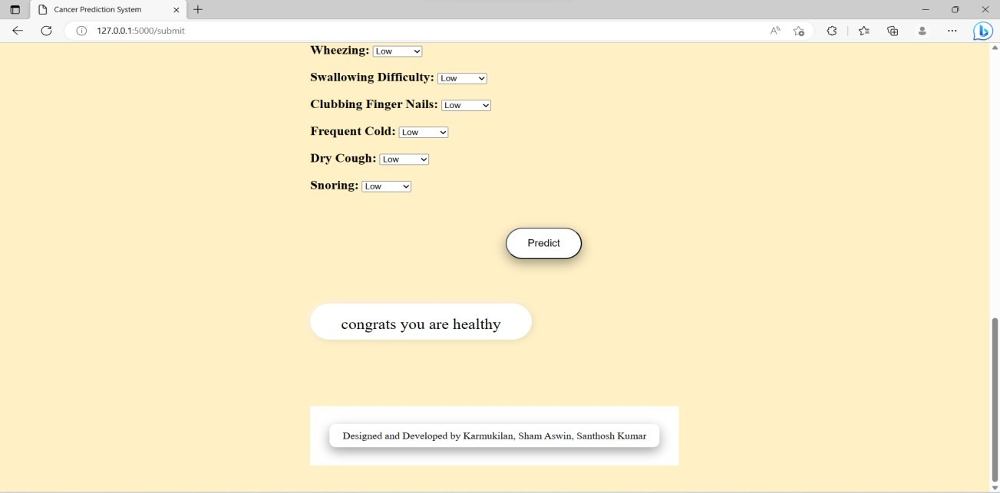 Cancer Prediction System
127.0.0.1:5000/submit
Wheezing: Low
Swallowing Difficulty: Low
Clubbing Finger Nails: Low
Frequent Cold: Low
Dry Cough: Low
Snoring: Low
Predict
congrats you are healthy
Designed and Developed by Karmukilan, Sham Aswin, Santhosh Kumar